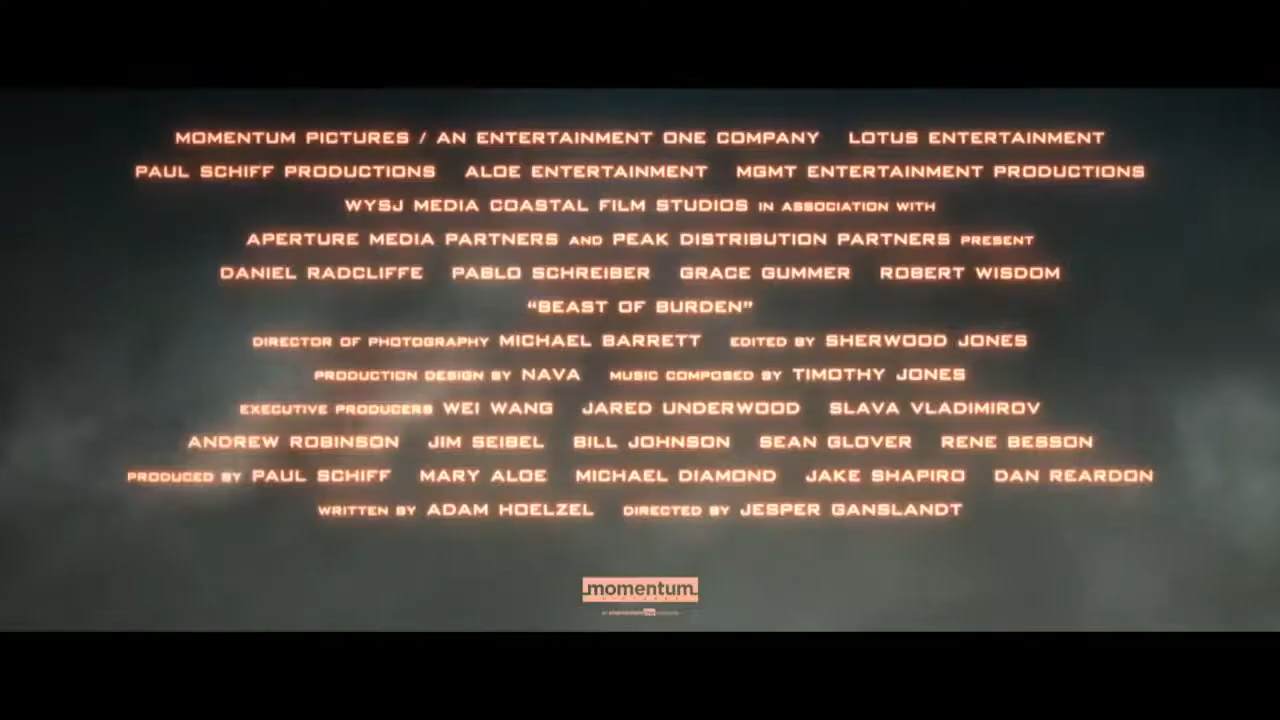 MOMENTUM PICTURES / AN ENTERTAINMENT ONE COMPANY LOTUS ENTERTAINMENT
PAUL SCHIFF PRODUCTIONS ALOE ENTERTAINMENT MGMT ENTERTAINMENT PRODUCTIONS
WYSJ MEDIA COASTAL FILM STUDIOS IN ASSOCIATION WITH
APERTURE MEDIA PARTNERS AND PEAK DISTRIBUTION PARTNERS PRESENT
DANIEL RADCLIFFE PABLO SCHREIBER GRACE GUMMER ROBERT WISDOM
“BEAST OF BURDEN”
DIRECTOR OF PHOTOGRAPHY MICHAEL BARRETT EDITED BY SHERWOOD JONES
PRODUCTION DESIGN BY NAVA MUSIC COMPOSED BY TIMOTHY JONES
EXECUTIVE PRODUCERS WEI WANG JARED UNDERWOOD SLAVA VLADIMIROV
ANDREW ROBINSON JIM SEIBEL BILL JOHNSON SEAN GLOVER RENE BESSON
PRODUCED BY PAUL SCHIFF MARY ALOE MICHAEL DIAMOND JAKE SHAPIRO DAN REARDON
WRITTEN BY ADAM HOELZEL DIRECTED BY JESPER GANSLANDT
momentum